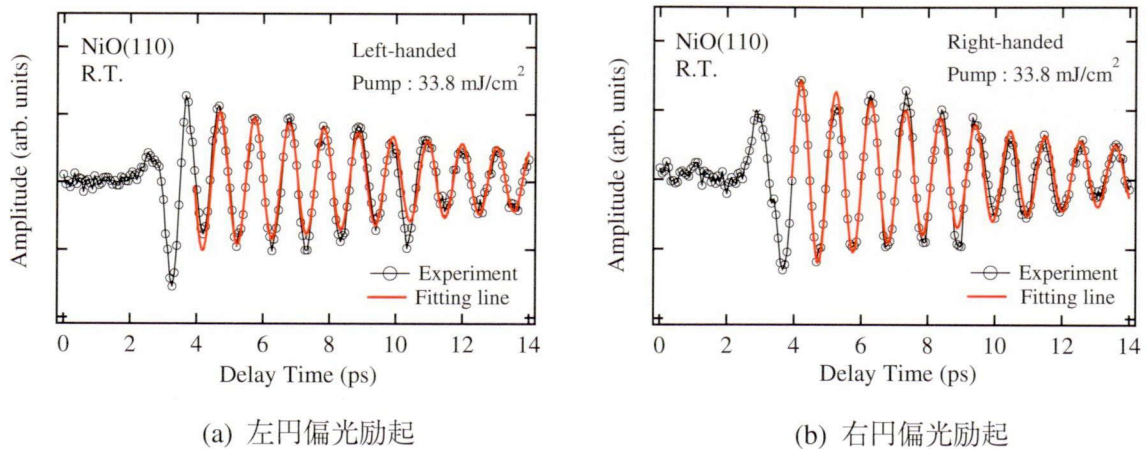 NiO(110)
R.T.
Left-handed
Pump : 33.8 mJ/cm²
Experiment
Fitting line
Amplitude (arb. units)
0 2 4 6 8 10 12 14
Delay Time (ps)
(a) 左円偏光励起
NiO(110)
R.T.
Right-handed
Pump : 33.8 mJ/cm²
Experiment
Fitting line
Amplitude (arb. units)
0 2 4 6 8 10 12 14
Delay Time (ps)
(b) 右円偏光励起